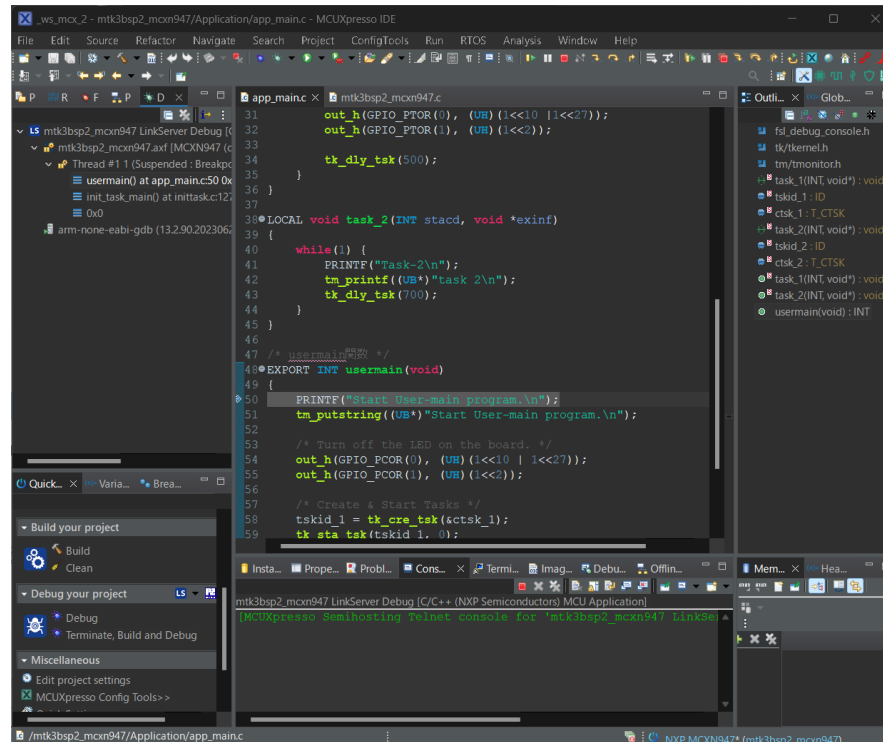 _ws_mcx_2 - mtk3bsp2_mcxn947/Application/app_main.c - MCUXpresso IDE
File Edit Source Refactor Navigate Search Project ConfigTools Run RTOS Analysis Window Help
P R F P D
LS mtk3bsp2_mcxn947 LinkServer Debug [C
mtk3bsp2_mcxn947.axf [MCXN947 (c
Thread #1 1 (Suspended : Breakpo
usermain() at app_main.c:50 0x
init_task_main() at inittask.c:127
0x0
arm-none-eabi-gdb (13.2.90.2023062
app_main.c mtk3bsp2_mcxn947.c
31 out_h(GPIO_PTOR(0), (UH)(1<<10 |1<<27));
32 out_h(GPIO_PTOR(1), (UH)(1<<2));
33
34 tk_dly_tsk(500);
35 }
36 }
37
38 LOCAL void task_2(INT stacd, void *exinf)
39 {
40 while(1) {
41 PRINTF("Task-2\n");
42 tm_printf((UB*)"task 2\n");
43 tk_dly_tsk(700);
44 }
45 }
46
47 /* usermain関数 */
48 EXPORT INT usermain(void)
49 {
50 PRINTF("Start User-main program.\n");
51 tm_putstring((UB*)"Start User-main program.\n");
52
53 /* Turn off the LED on the board. */
54 out_h(GPIO_PCOR(0), (UH)(1<<10 | 1<<27));
55 out_h(GPIO_PCOR(1), (UH)(1<<2));
56
57 /* Create & Start Tasks */
58 tskid_1 = tk_cre_tsk(&ctsk_1);
59 tk_sta_tsk(tskid_1, 0);
Outli... Glob...
fsl_debug_console.h
tk/tkernel.h
tm/tmonitor.h
task_1(INT, void*) : void
tskid_1 : ID
ctsk_1 : T_CTSK
task_2(INT, void*) : void
tskid_2 : ID
ctsk_2 : T_CTSK
task_1(INT, void*) : void
task_2(INT, void*) : void
usermain(void) : INT
Quick... Varia... Brea...
Build your project
Build
Clean
Debug your project LS
Debug
Terminate, Build and Debug
Miscellaneous
Edit project settings
MCUXpresso Config Tools>>
Insta... Prope... Probl... Cons... Termi... Imag... Debu... Offlin...
mtk3bsp2_mcxn947 LinkServer Debug [C/C++ (NXP Semiconductors) MCU Application]
[MCUXpresso Semihosting Telnet console for 'mtk3bsp2_mcxn947 LinkSe
Mem... Hea...
/mtk3bsp2_mcxn947/Application/app_main.c
NXP MCXN947* (mtk3bsp2_mcxn947)